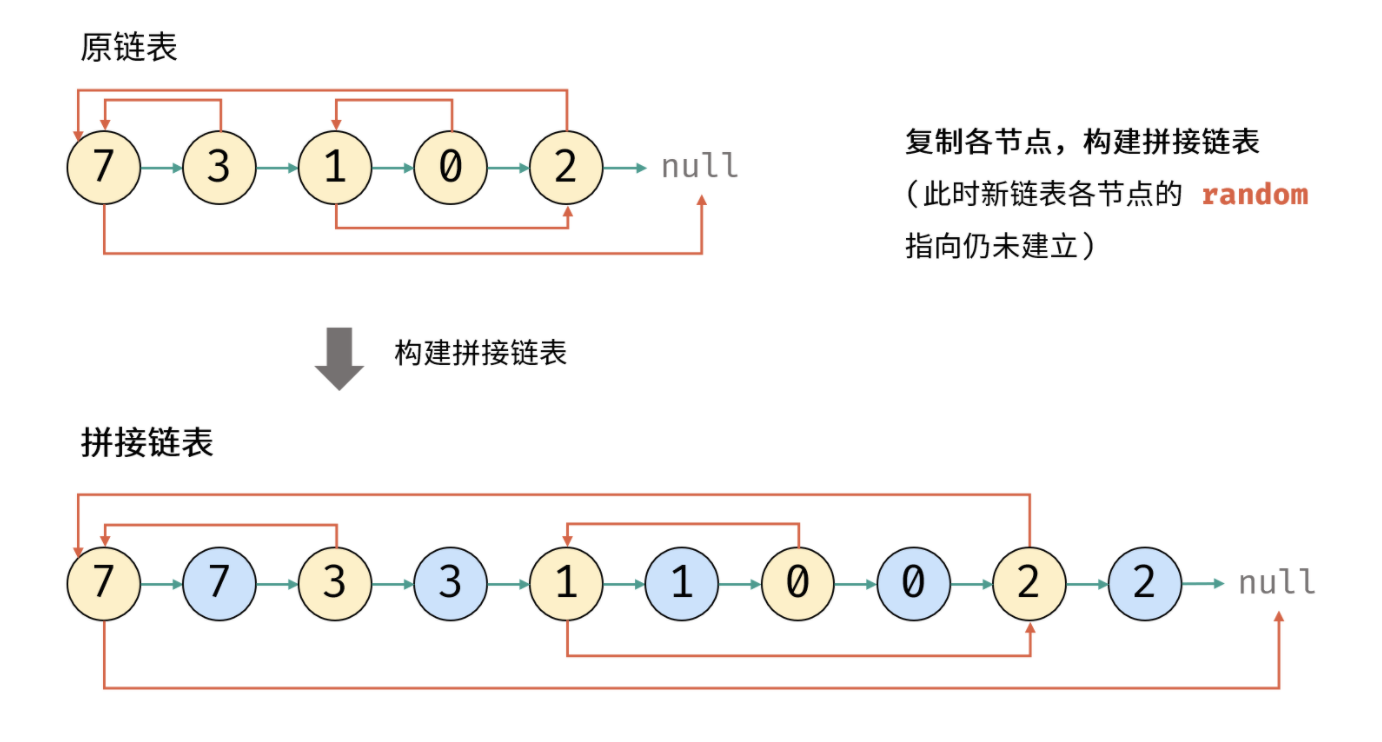 原链表
7 3 1 0 2 null
复制各节点，构建拼接链表
（此时新链表各节点的 random
指向仍未建立）
构建拼接链表
拼接链表
7 7 3 3 1 1 0 0 2 2 null